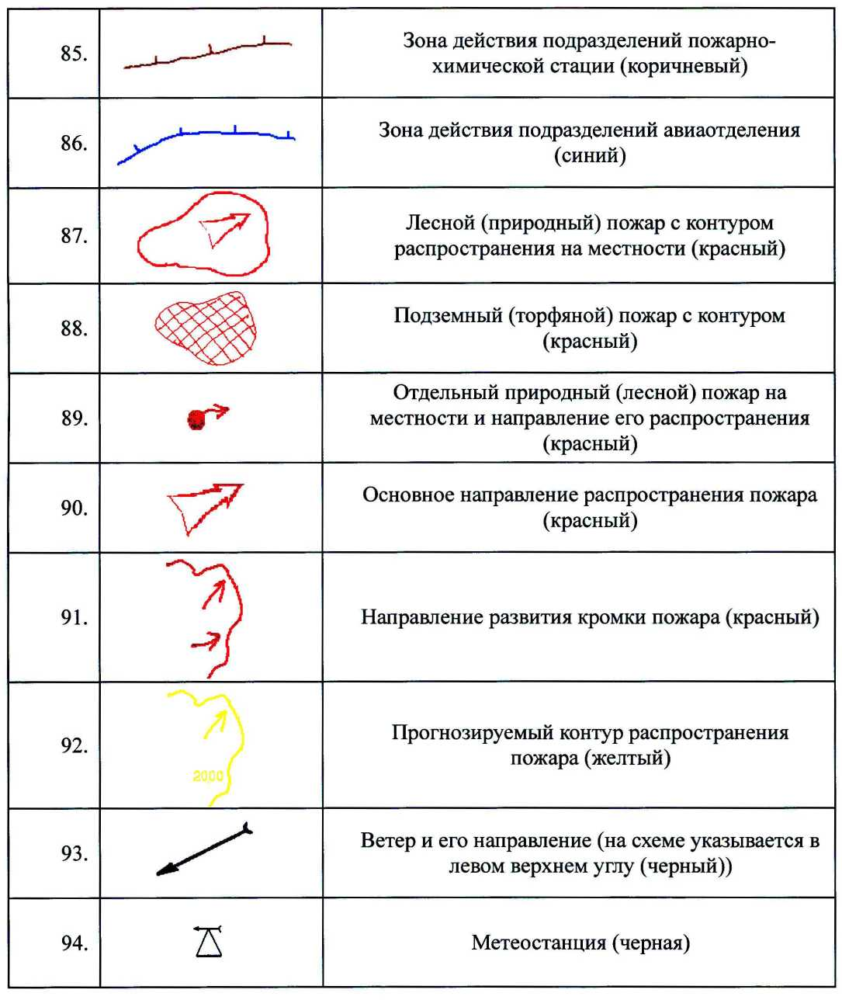 85.
Зона действия подразделений пожарно-
химической стации (коричневый)
86.
Зона действия подразделений авиаотделения
(синий)
87.
Лесной (природный) пожар с контуром
распространения на местности (красный)
88.
Подземный (торфяной) пожар с контуром
(красный)
89.
Отдельный природный (лесной) пожар на
местности и направление его распространения
(красный)
90.
Основное направление распространения пожара
(красный)
91.
Направление развития кромки пожара (красный)
92.
2000
Прогнозируемый контур распространения
пожара (желтый)
93.
Ветер и его направление (на схеме указывается в
левом верхнем углу (черный))
94.
Метеостанция (черная)